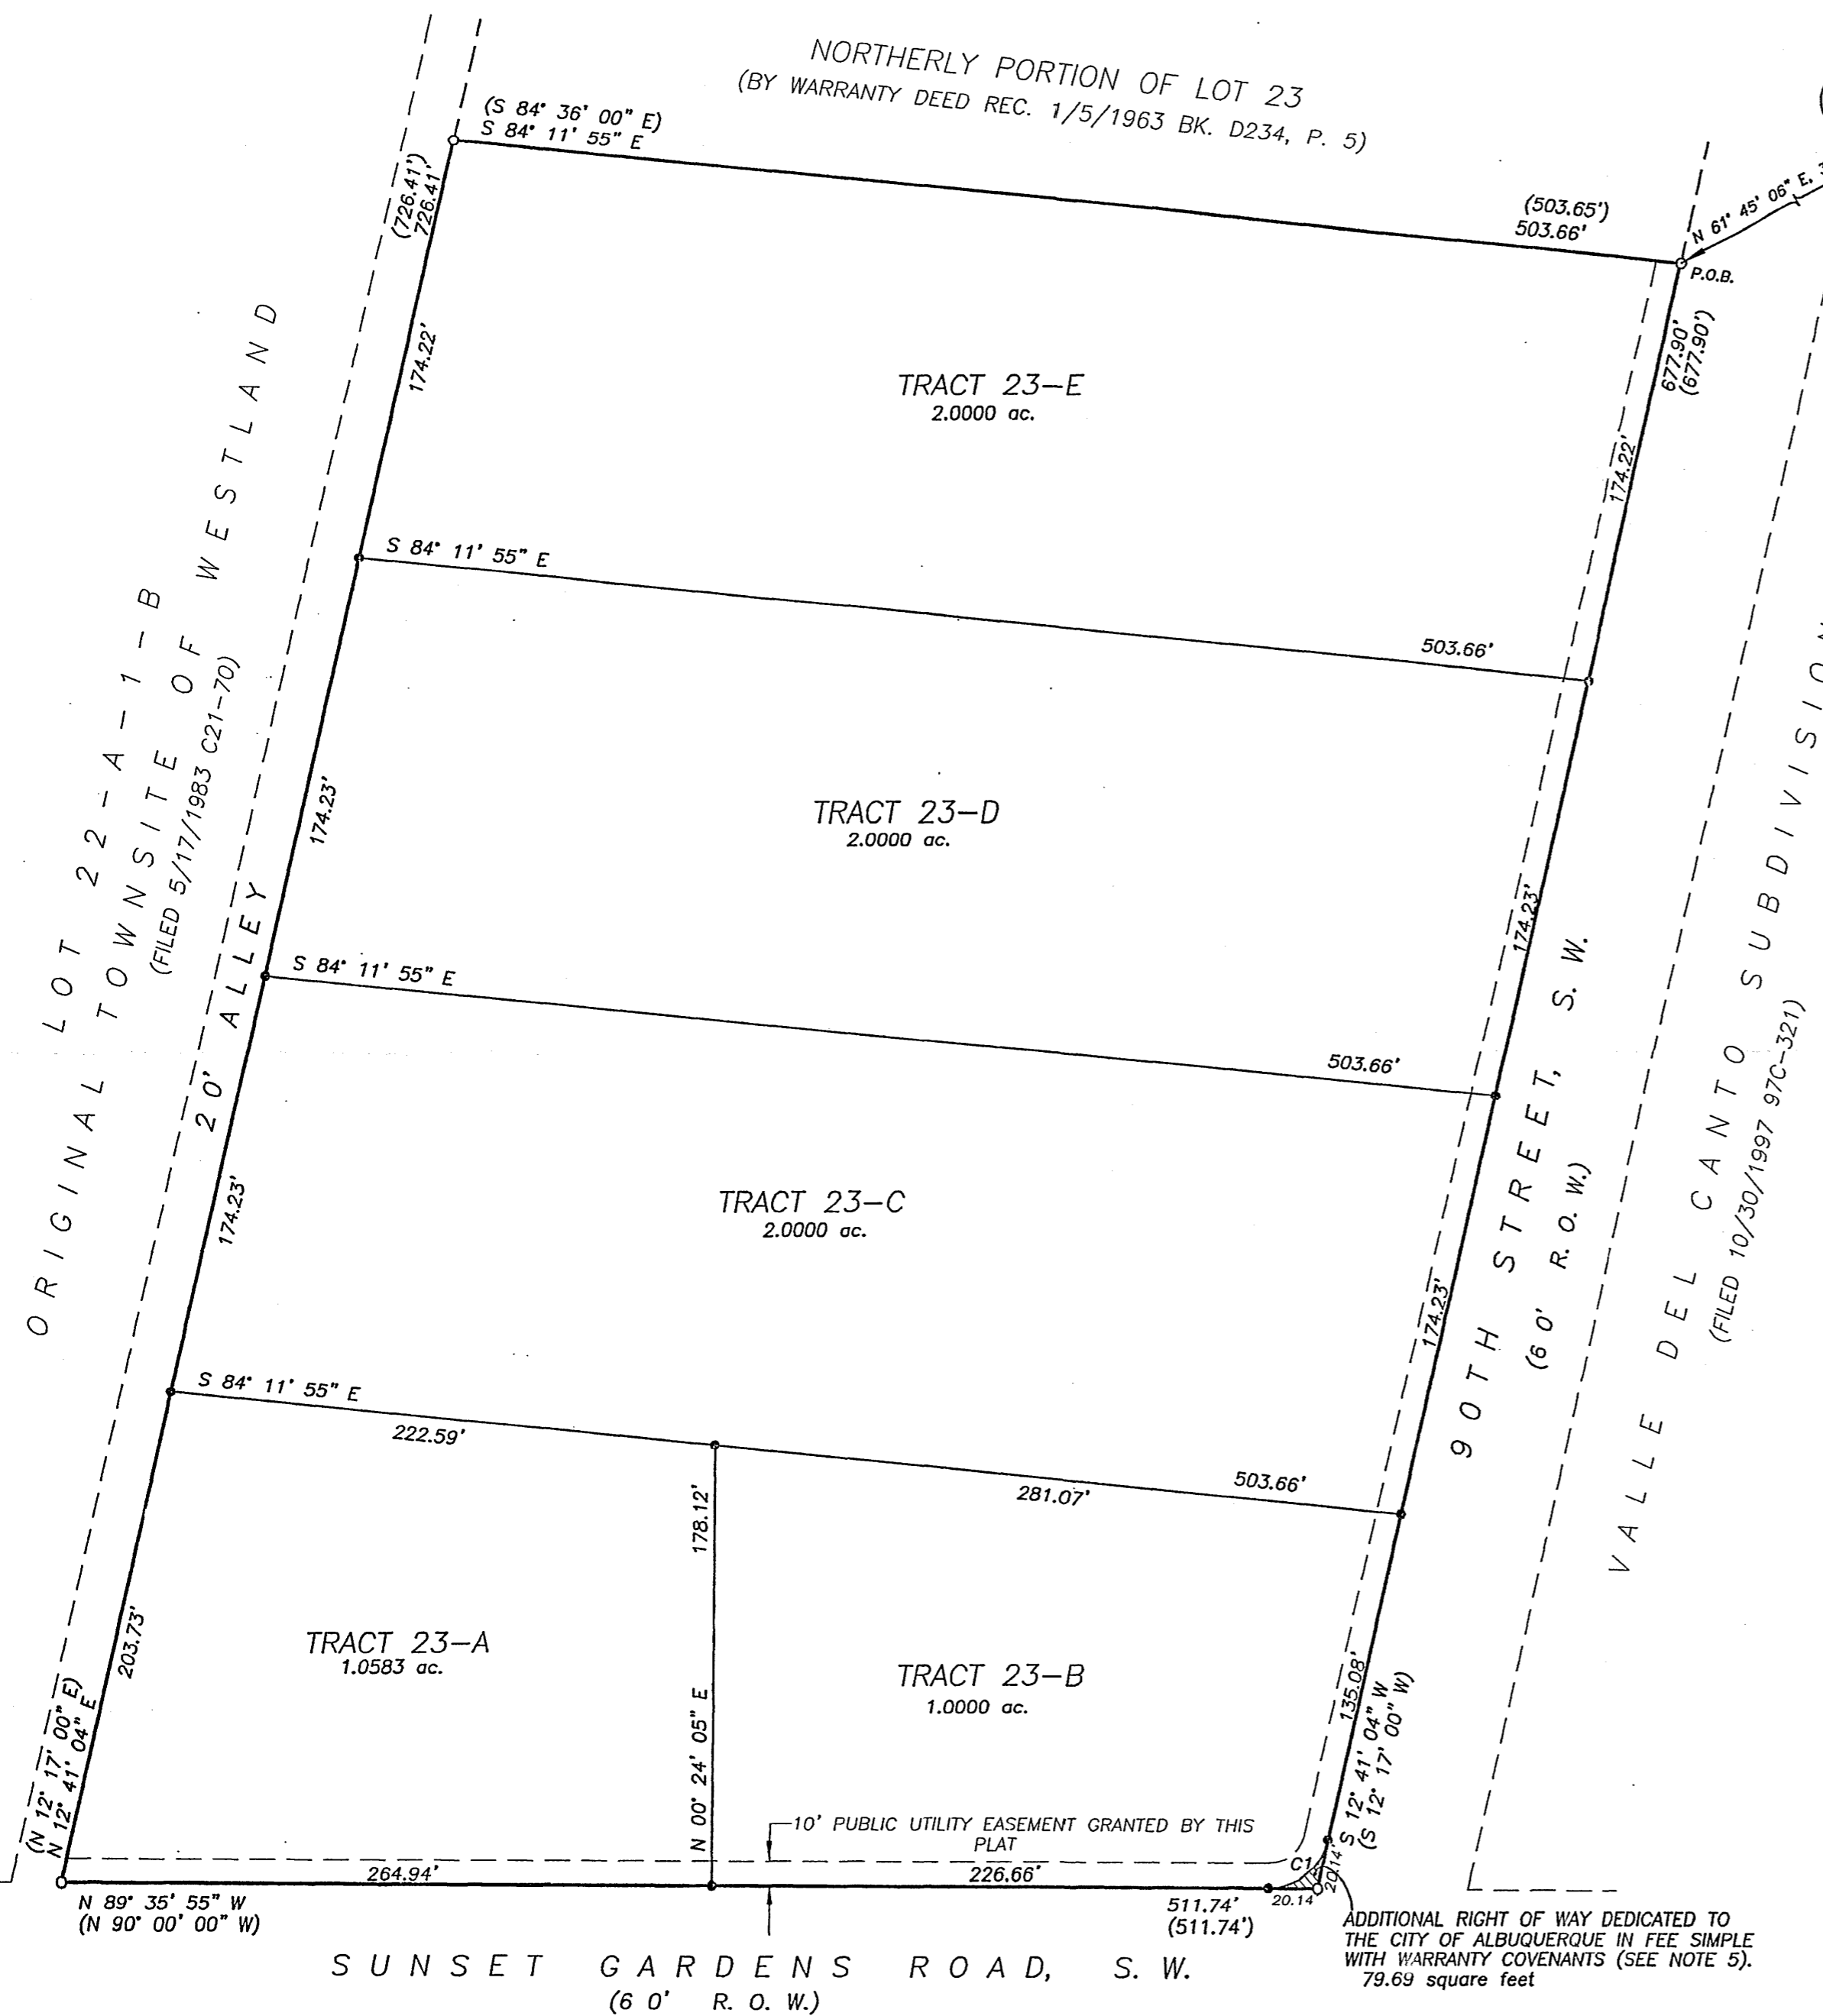 NORTHERLY PORTION OF LOT 23
(BY WARRANTY DEED REC. 1/5/1963 BK. D234, P. 5)
(S 84° 36' 00" E)
S 84° 11' 55" E
(726.41')
726.41'
(503.65')
503.66'
N 61° 45' 06" E,
P.O.B.
677.90'
(677.90')
174.22'
174.22'
TRACT 23-E
2.0000 ac.
S 84° 11' 55" E
503.66'
LOT 22-A-1-B
ORIGINAL TOWNSITE OF WESTLAND
(FILED 5/17/1983 C21-70)
20' ALLEY
174.23'
TRACT 23-D
2.0000 ac.
174.23'
S 84° 11' 55" E
503.66'
174.23'
TRACT 23-C
2.0000 ac.
174.23'
90TH STREET, S. W.
(60' R. O. W.)
VALLE DEL CANTO SUBDIVISION
(FILED 10/30/1997 97C-321)
S 84° 11' 55" E
222.59'
281.07'
503.66'
178.12'
N 00° 24' 05" E
203.73'
(N 12° 17' 00" E)
N 12° 41' 04" E
TRACT 23-A
1.0583 ac.
TRACT 23-B
1.0000 ac.
135.08'
S 12° 41' 04" W
(S 12° 17' 00" W)
10' PUBLIC UTILITY EASEMENT GRANTED BY THIS
PLAT
C1
20.14'
264.94'
226.66'
20.14
N 89° 35' 55" W
(N 90° 00' 00" W)
511.74'
(511.74')
ADDITIONAL RIGHT OF WAY DEDICATED TO
THE CITY OF ALBUQUERQUE IN FEE SIMPLE
WITH WARRANTY COVENANTS (SEE NOTE 5).
79.69 square feet
SUNSET GARDENS ROAD, S. W.
(60' R. O. W.)